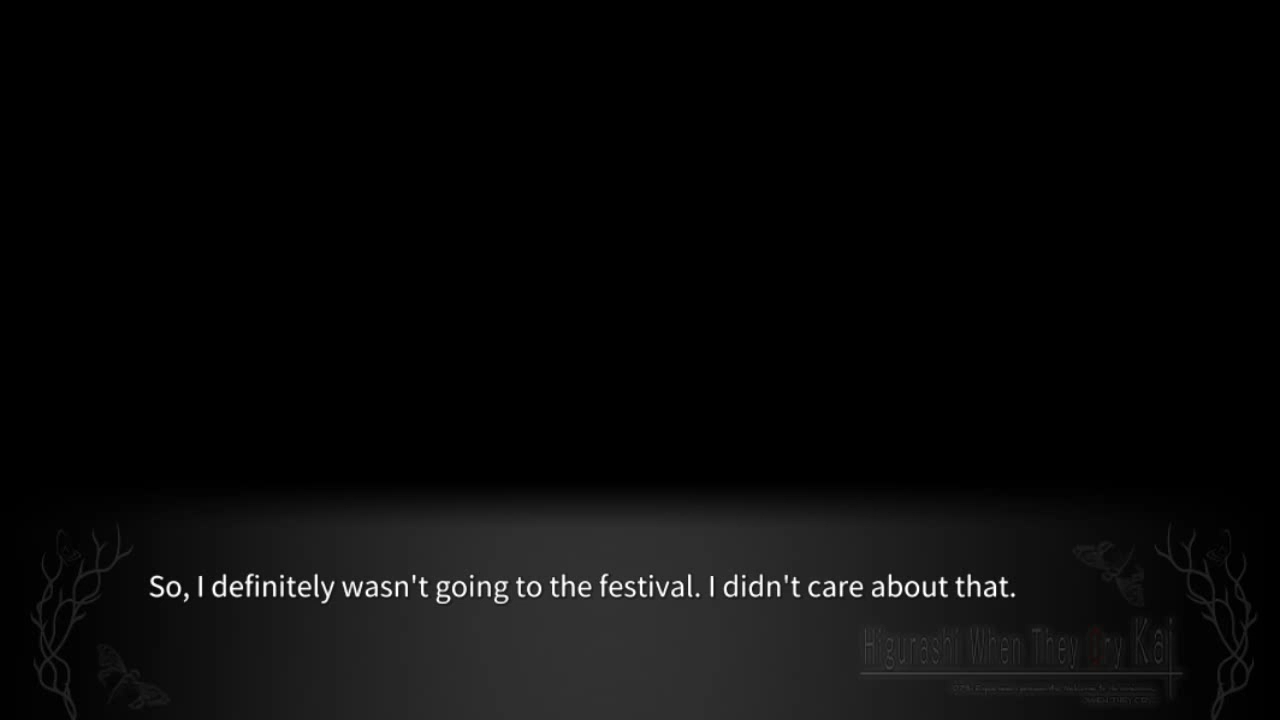 So, I definitely wasn't going to the festival. I didn't care about that.
Higurashi When They Cry Kai